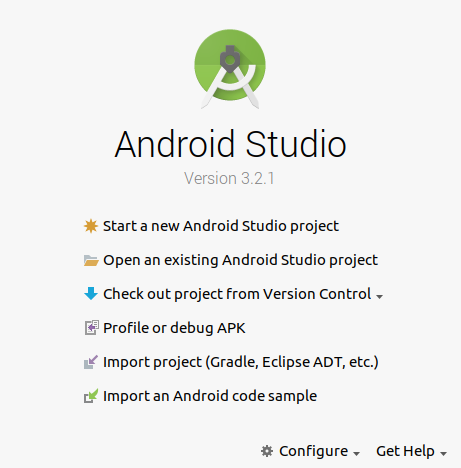 Android Studio
Version 3.2.1
Start a new Android Studio project
Open an existing Android Studio project
Check out project from Version Control
Profile or debug APK
Import project (Gradle, Eclipse ADT, etc.)
Import an Android code sample
Configure Get Help